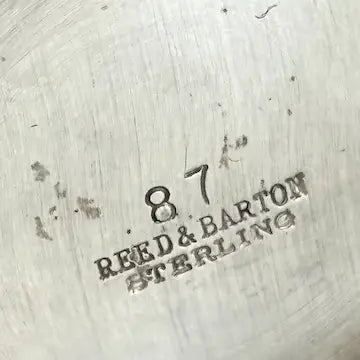 87
REED & BARTON
STERLING